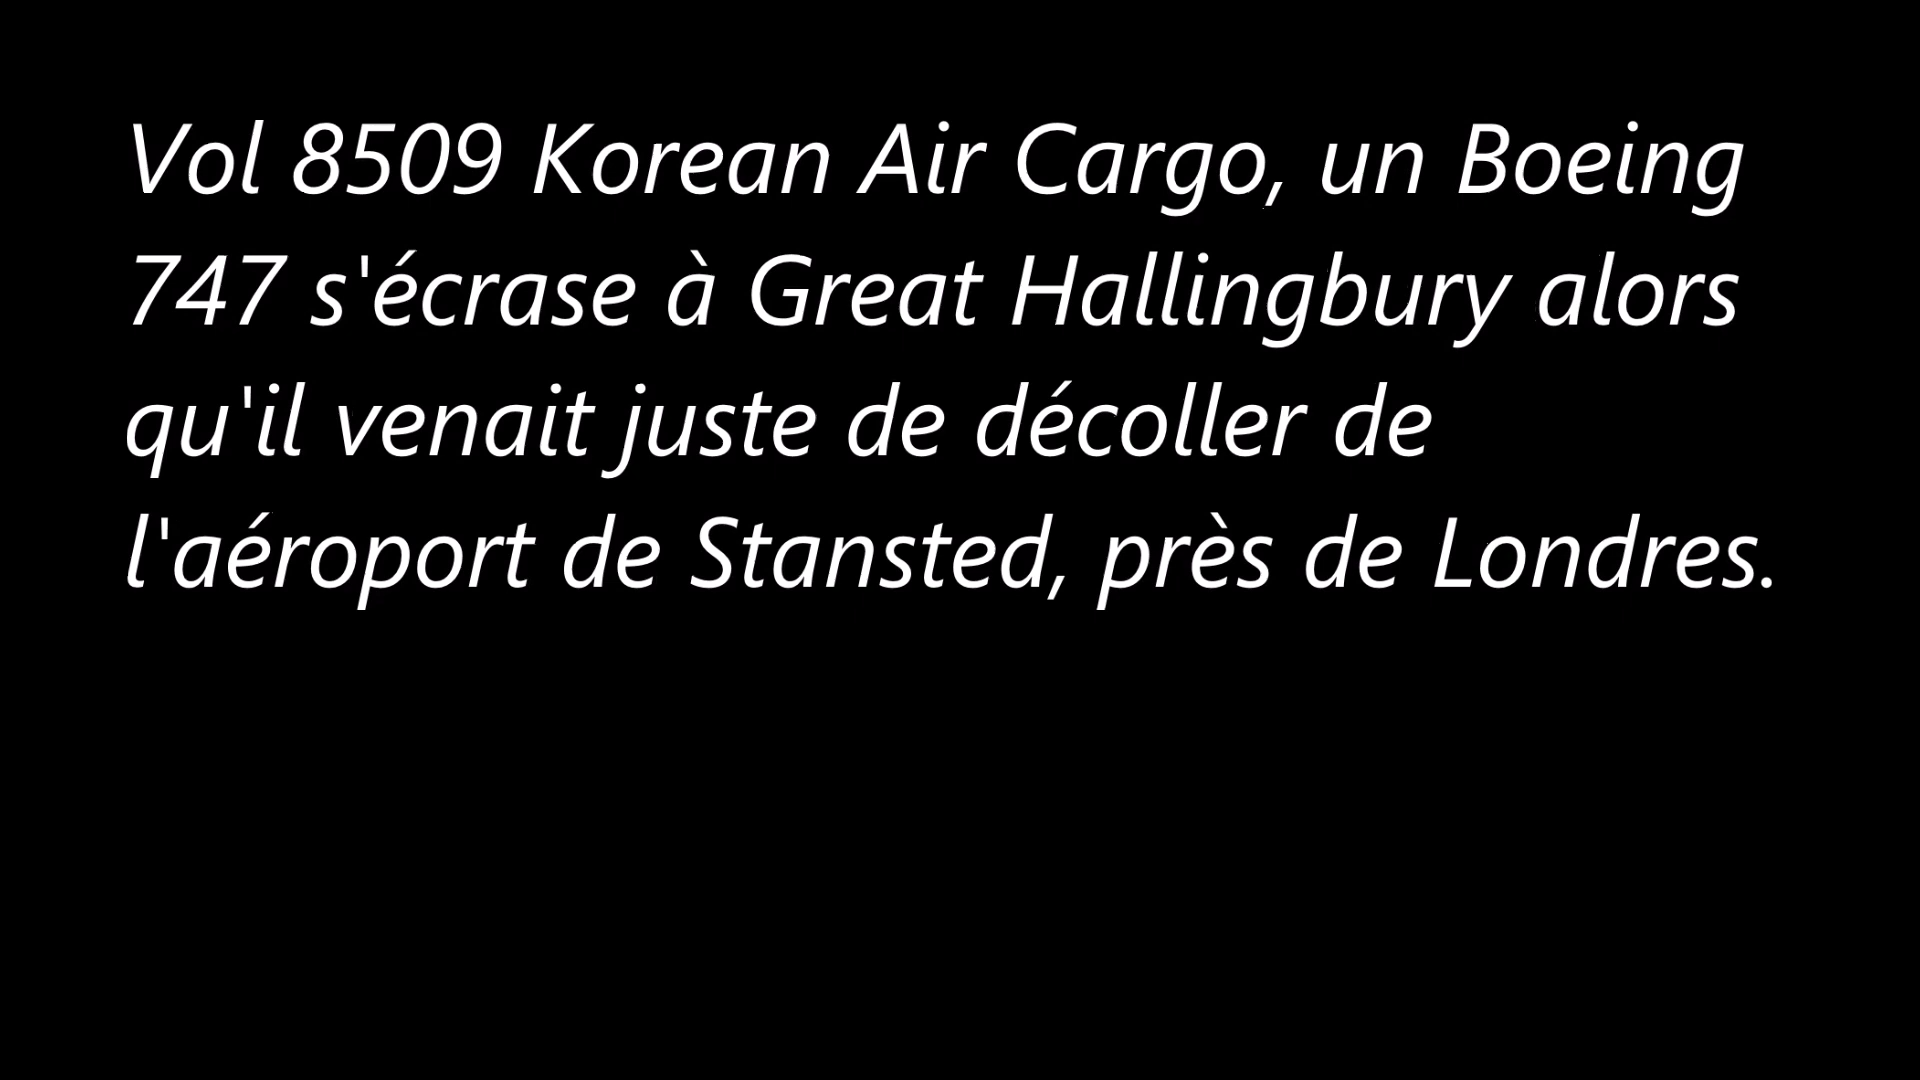 Vol 8509 Korean Air Cargo, un Boeing
747 s'écrase à Great Hallingbury alors
qu'il venait juste de décoller de
l'aéroport de Stansted, près de Londres.